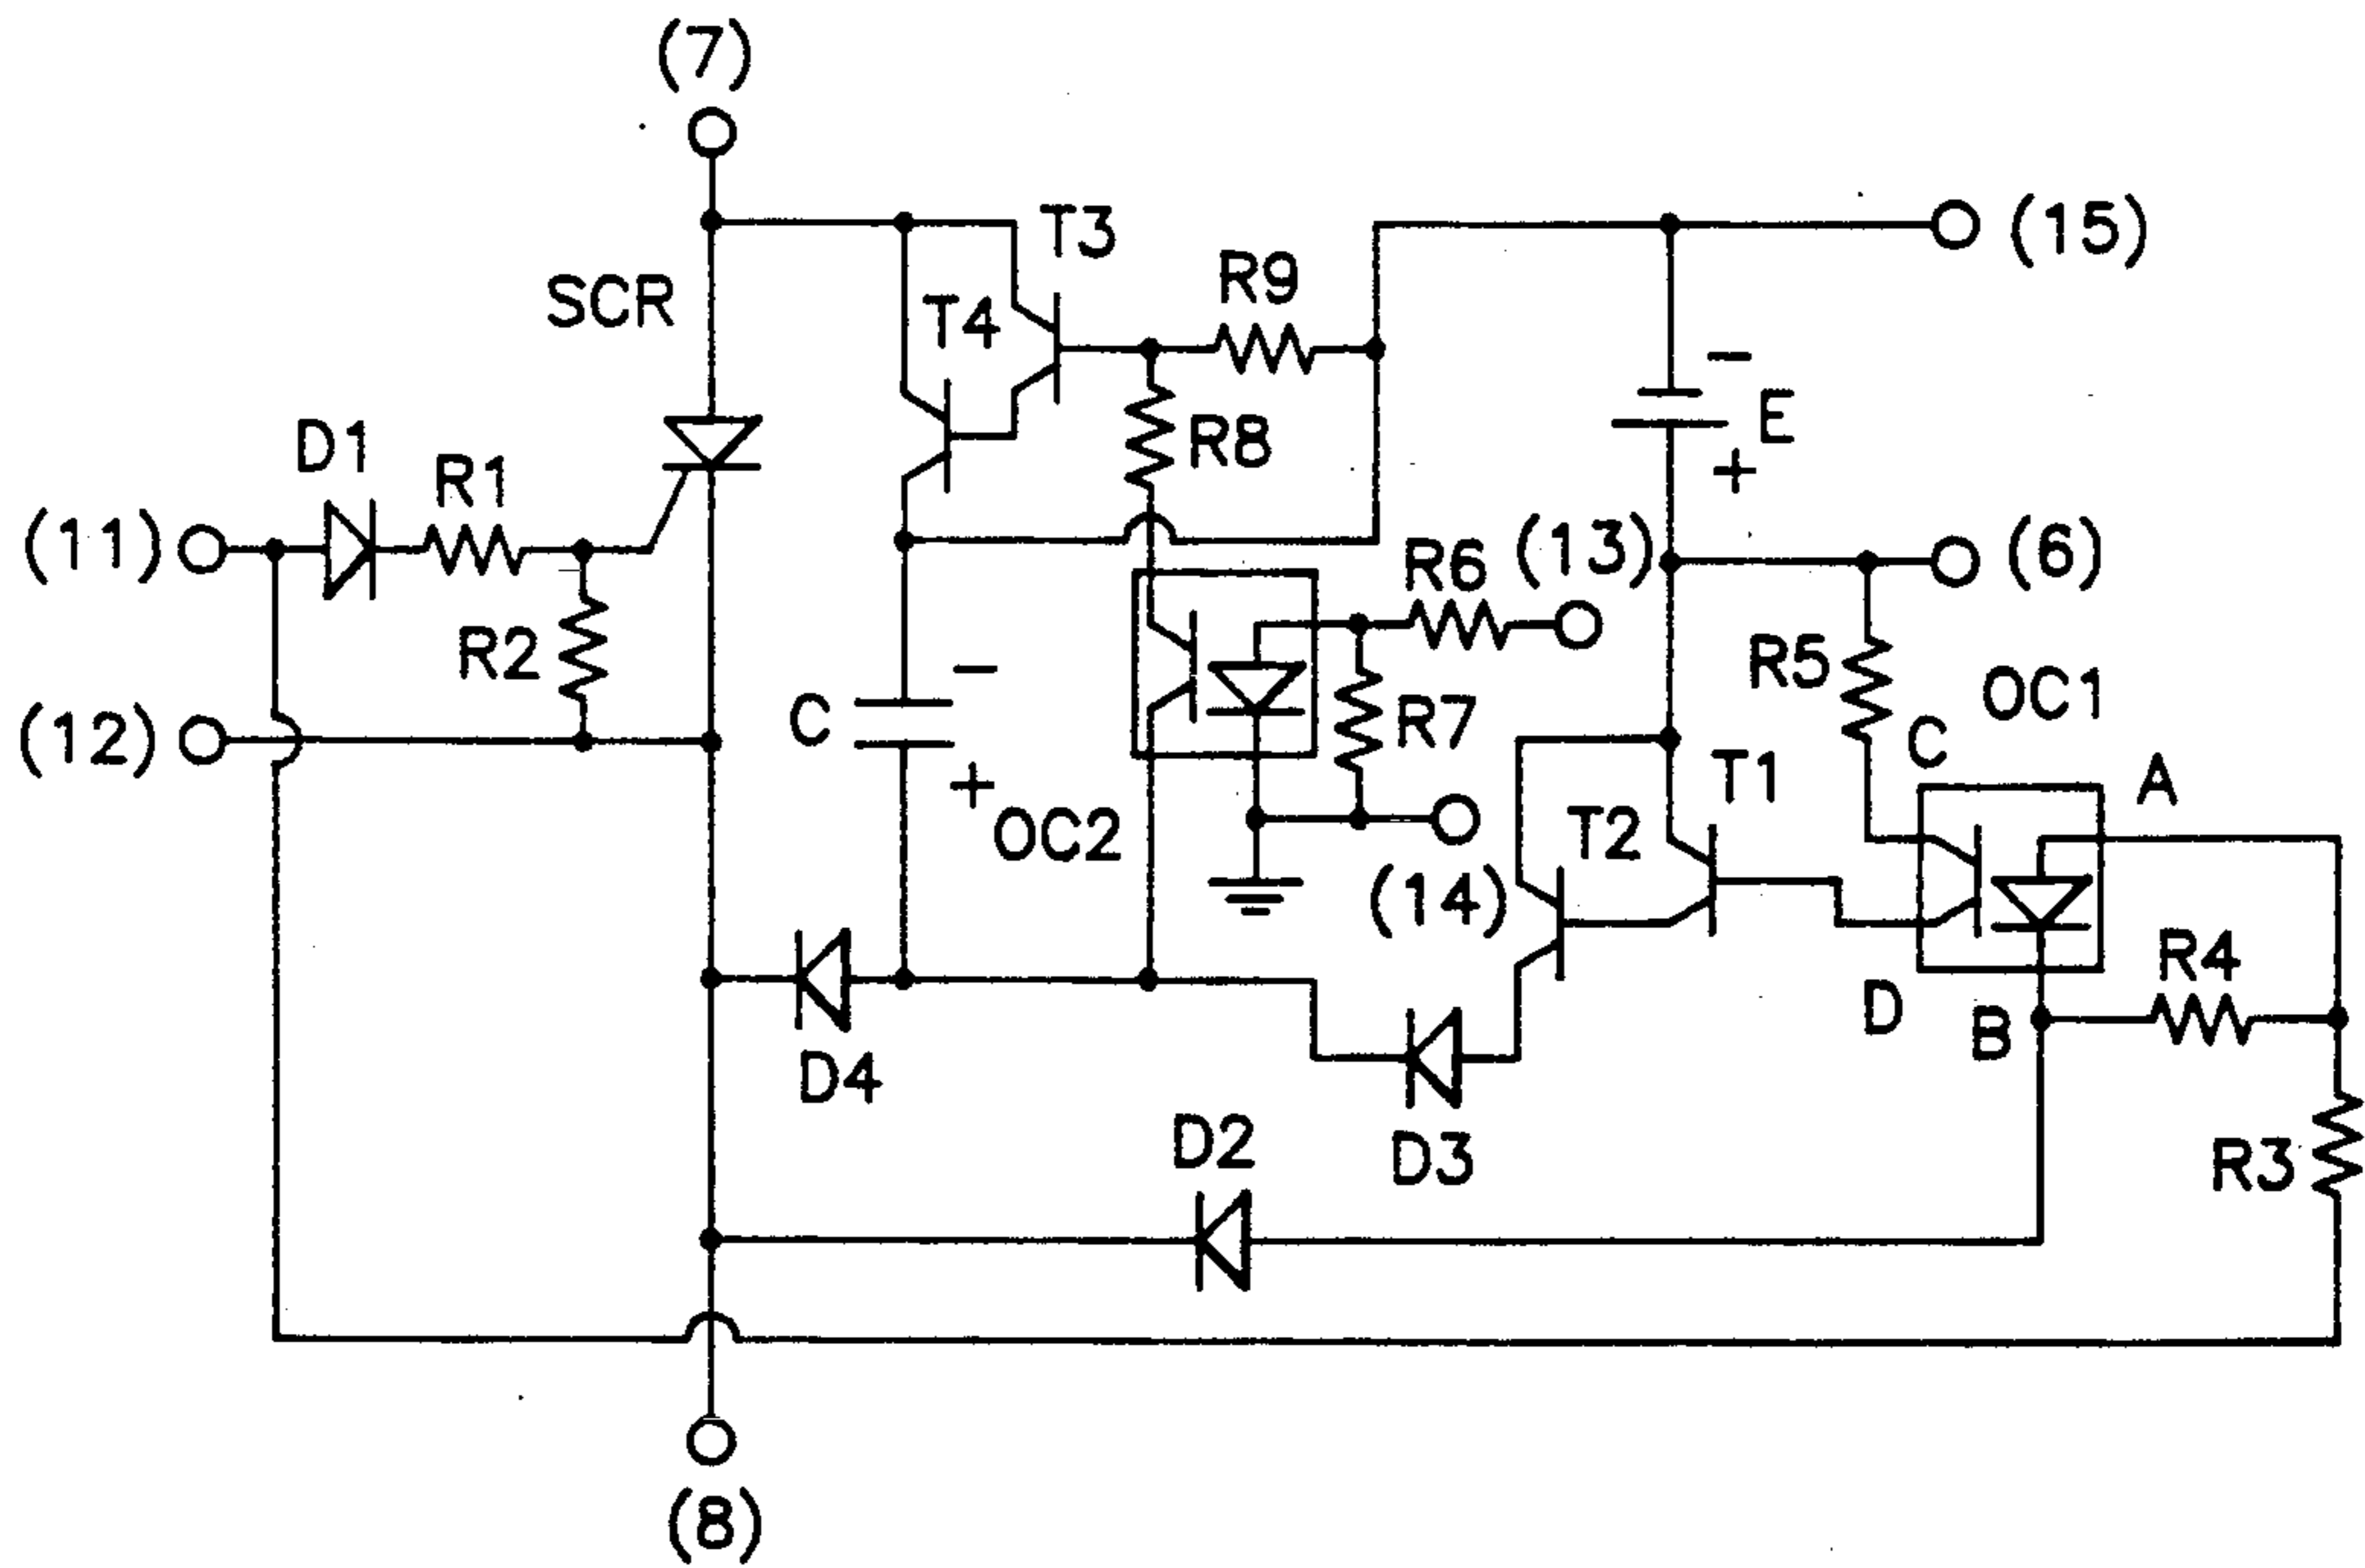 (7)
T3
(15)
SCR
R9
T4
−
E
D1
R8
R1
+
(11)
(13)
(6)
R6
R2
R5
OC1
−
C
R7
C
(12)
T1
A
+
T2
OC2
(14)
R4
D
B
D4
D2
D3
R3
(8)